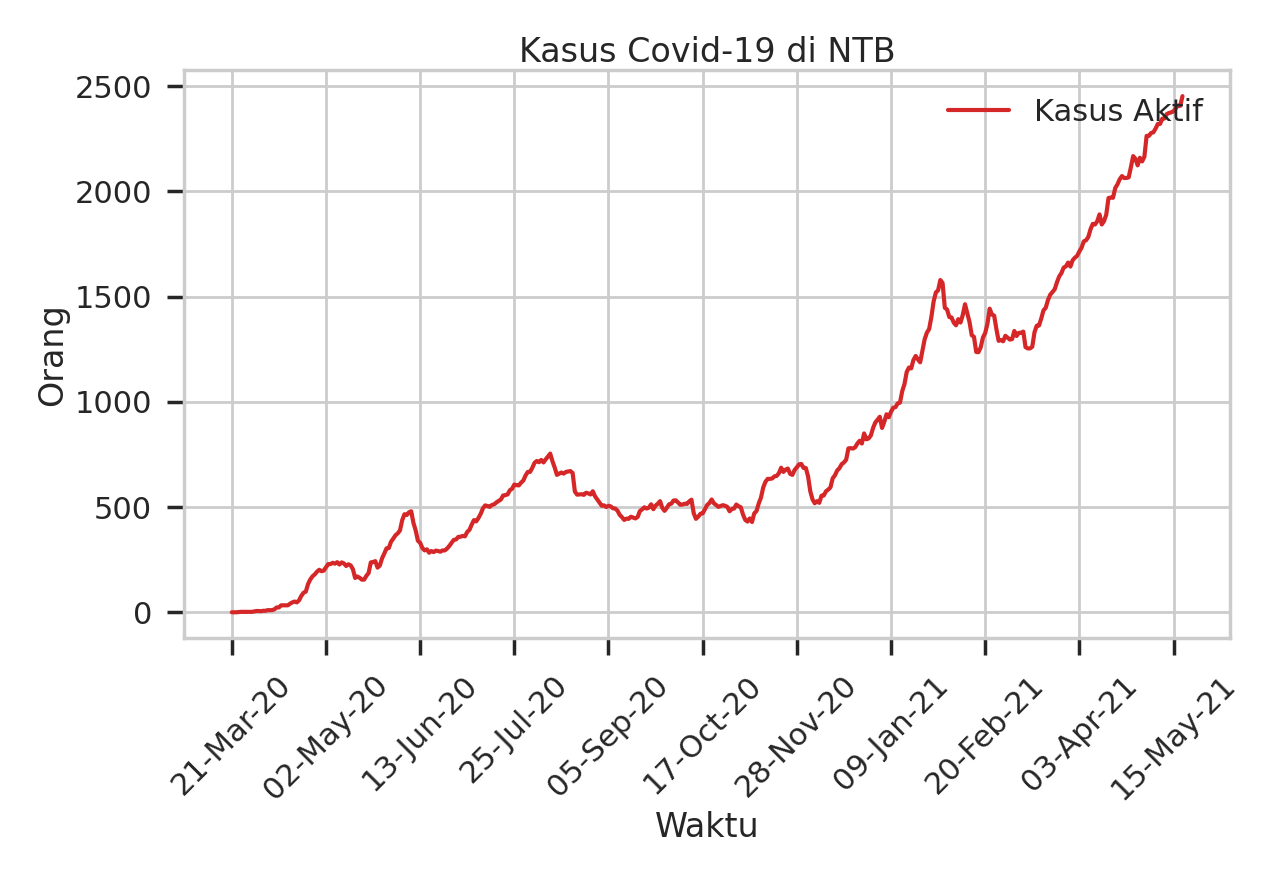 Kasus Covid-19 di NTB
Kasus Aktif
Orang
2500
2000
1500
1000
500
0
21-Mar-20
02-May-20
13-Jun-20
25-Jul-20
05-Sep-20
17-Oct-20
28-Nov-20
09-Jan-21
20-Feb-21
03-Apr-21
15-May-21
Waktu